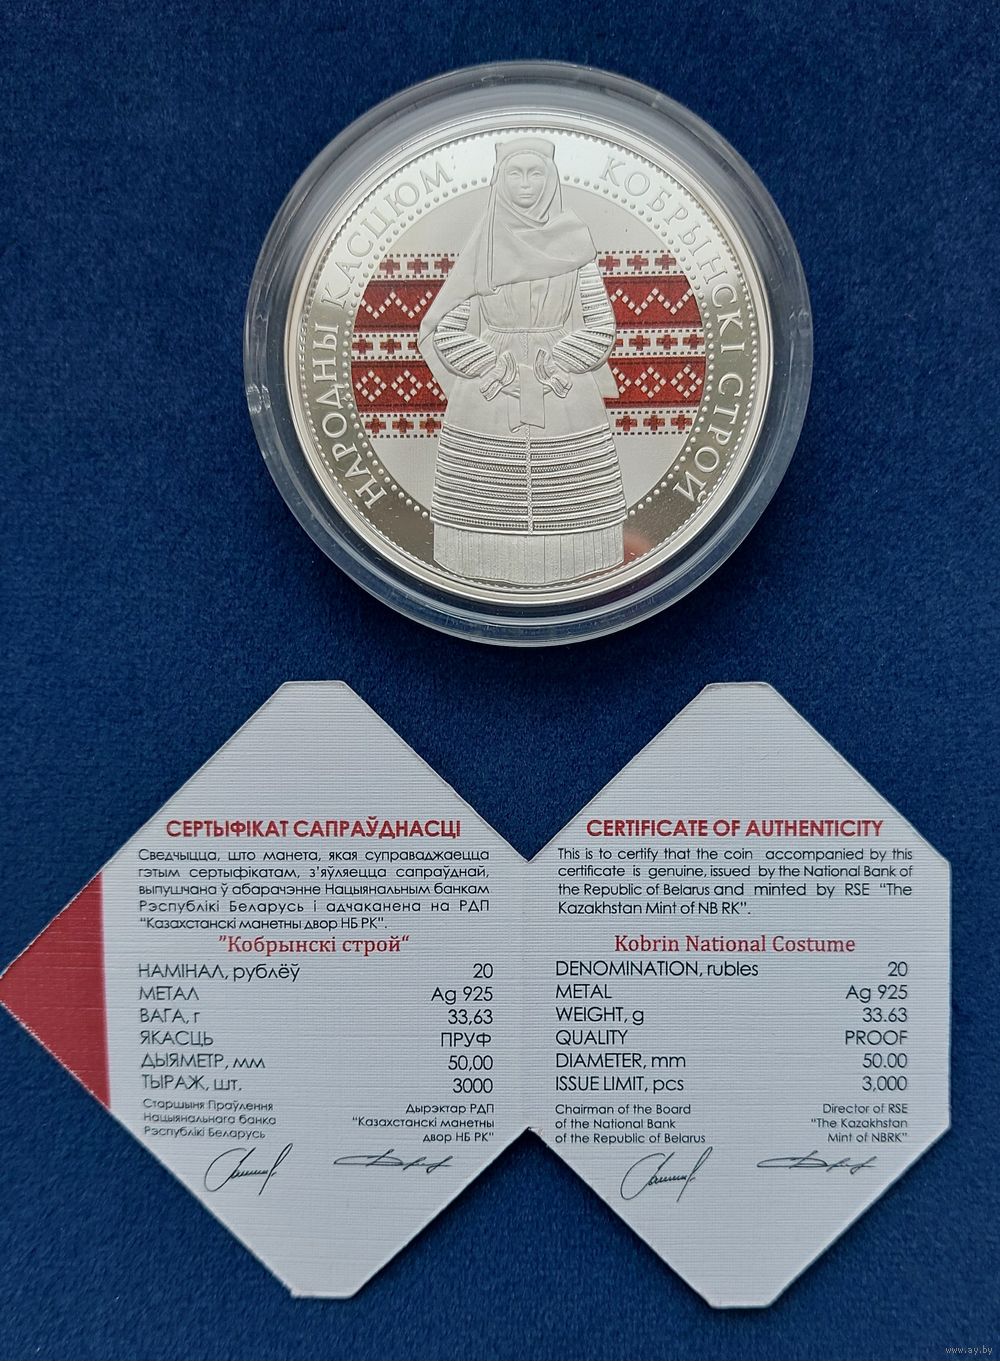 НАРОДНЫ КАСЦЮМ
КОБРЫНСКІ СТРОЙ
СЕРТЫФІКАТ САПРАЎДНАСЦІ
Сведчыцца, што манета, якая суправаджаецца
гэтым сертыфікатам, з’яўляецца сапраўднай,
выпушчана ў абарачэнне Нацыянальным банкам
Рэспублікі Беларусь і адчаканена на РДП
“Казахстанскі манетны двор НБ РК”.
”Кобрынскі строй“
НАМІНАЛ, рублёў 20
МЕТАЛ Ag 925
ВАГА, г 33,63
ЯКАСЦЬ ПРУФ
ДЫЯМЕТР, мм 50,00
ТЫРАЖ, шт. 3000
Старшыня Праўлення
Нацыянальнага банка
Рэспублікі Беларусь
Дырэктар РДП
“Казахстанскі манетны
двор НБ РК”
CERTIFICATE OF AUTHENTICITY
This is to certify that the coin accompanied by this
certificate is genuine, issued by the National Bank of
the Republic of Belarus and minted by RSE “The
Kazakhstan Mint of NB RK”.
Kobrin National Costume
DENOMINATION, rubles 20
METAL Ag 925
WEIGHT, g 33.63
QUALITY PROOF
DIAMETER, mm 50.00
ISSUE LIMIT, pcs 3,000
Chairman of the Board
of the National Bank
of the Republic of Belarus
Director of RSE
“The Kazakhstan
Mint of NBRK”
www.ay.by